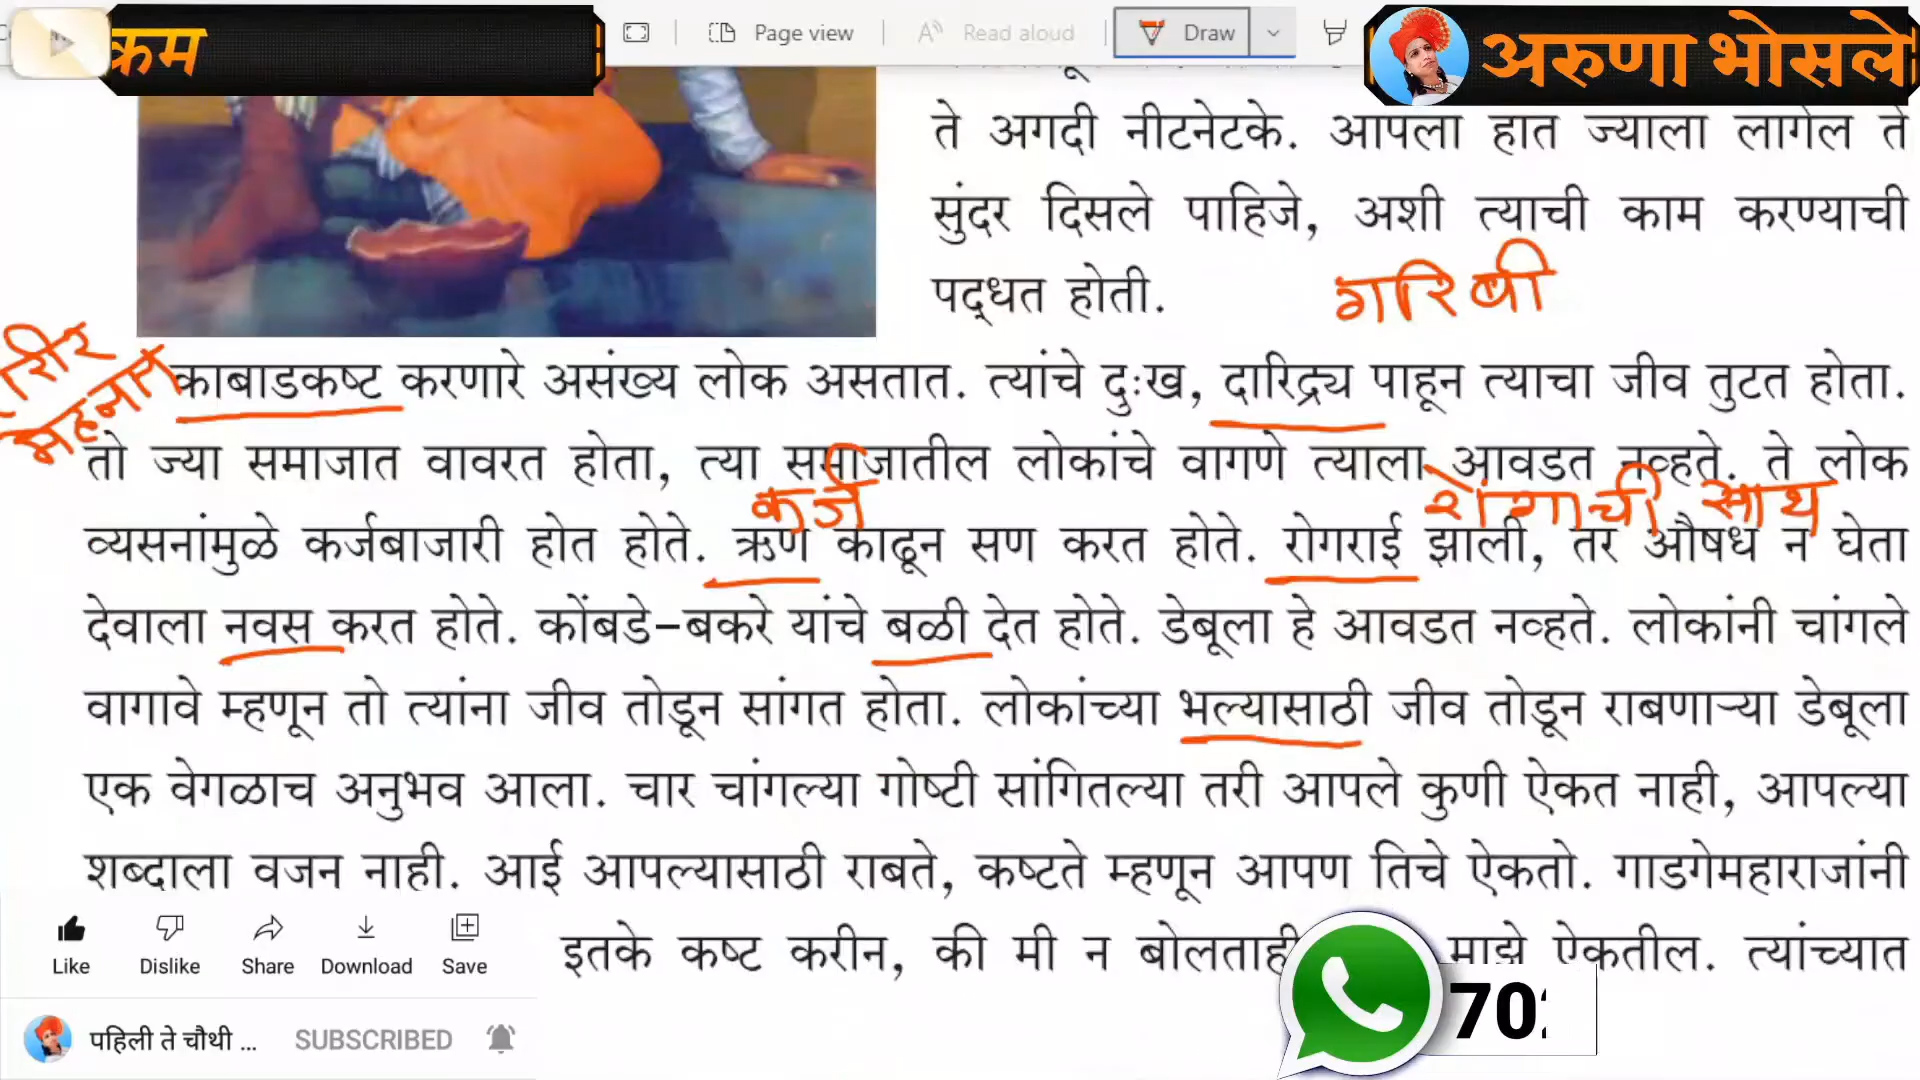 क्रम
Page view
Read aloud
Draw
अरुणा भोसले
ते अगदी नीटनेटके. आपला हात ज्याला लागेल ते
सुंदर दिसले पाहिजे, अशी त्याची काम करण्याची
पद्धत होती.
गरिबी
काबाडकष्ट करणारे असंख्य लोक असतात. त्यांचे दुःख, दारिद्र्य पाहून त्याचा जीव तुटत होता.
तो ज्या समाजात वावरत होता, त्या समाजातील लोकांचे वागणे त्याला आवडत नव्हते. ते लोक
कर्ज
रोगाची साथ
व्यसनांमुळे कर्जबाजारी होत होते. ऋण काढून सण करत होते. रोगराई झाली, तर औषध न घेता
देवाला नवस करत होते. कोंबडे-बकरे यांचे बळी देत होते. डेबूला हे आवडत नव्हते. लोकांनी चांगले
वागावे म्हणून तो त्यांना जीव तोडून सांगत होता. लोकांच्या भल्यासाठी जीव तोडून राबणाऱ्या डेबूला
एक वेगळाच अनुभव आला. चार चांगल्या गोष्टी सांगितल्या तरी आपले कुणी ऐकत नाही, आपल्या
शब्दाला वजन नाही. आई आपल्यासाठी राबते, कष्टते म्हणून आपण तिचे ऐकतो. गाडगेमहाराजांनी
इतके कष्ट करीन, की मी न बोलताही माझे ऐकतील. त्यांच्यात
Like
Dislike
Share
Download
Save
पहिली ते चौथी ...
SUBSCRIBED
70